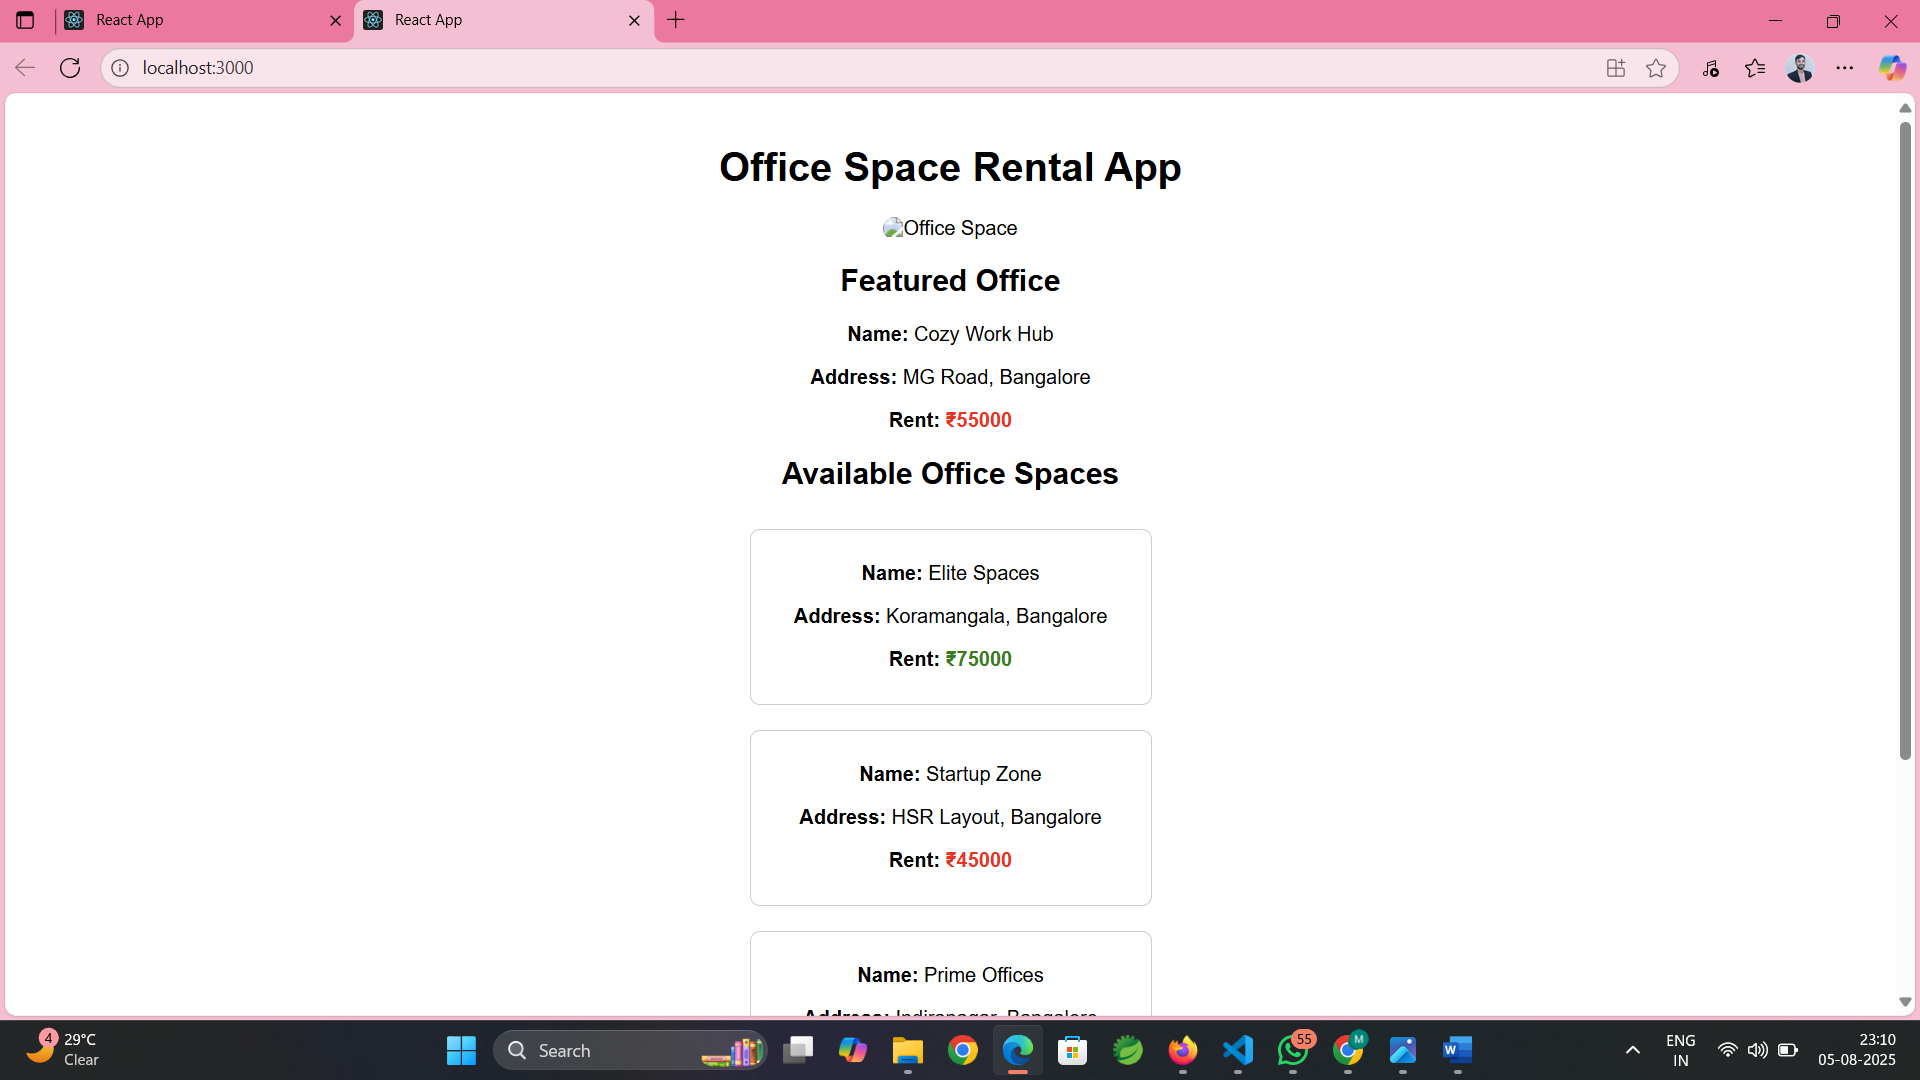 React App
React App
localhost:3000
Office Space Rental App
Office Space
Featured Office
Name: Cozy Work Hub
Address: MG Road, Bangalore
Rent: ₹55000
Available Office Spaces
Name: Elite Spaces
Address: Koramangala, Bangalore
Rent: ₹75000
Name: Startup Zone
Address: HSR Layout, Bangalore
Rent: ₹45000
Name: Prime Offices
Address: Indiranagar, Bangalore
4
29°C
Clear
Search
W
55
M
ENG
IN
23:10
05-08-2025